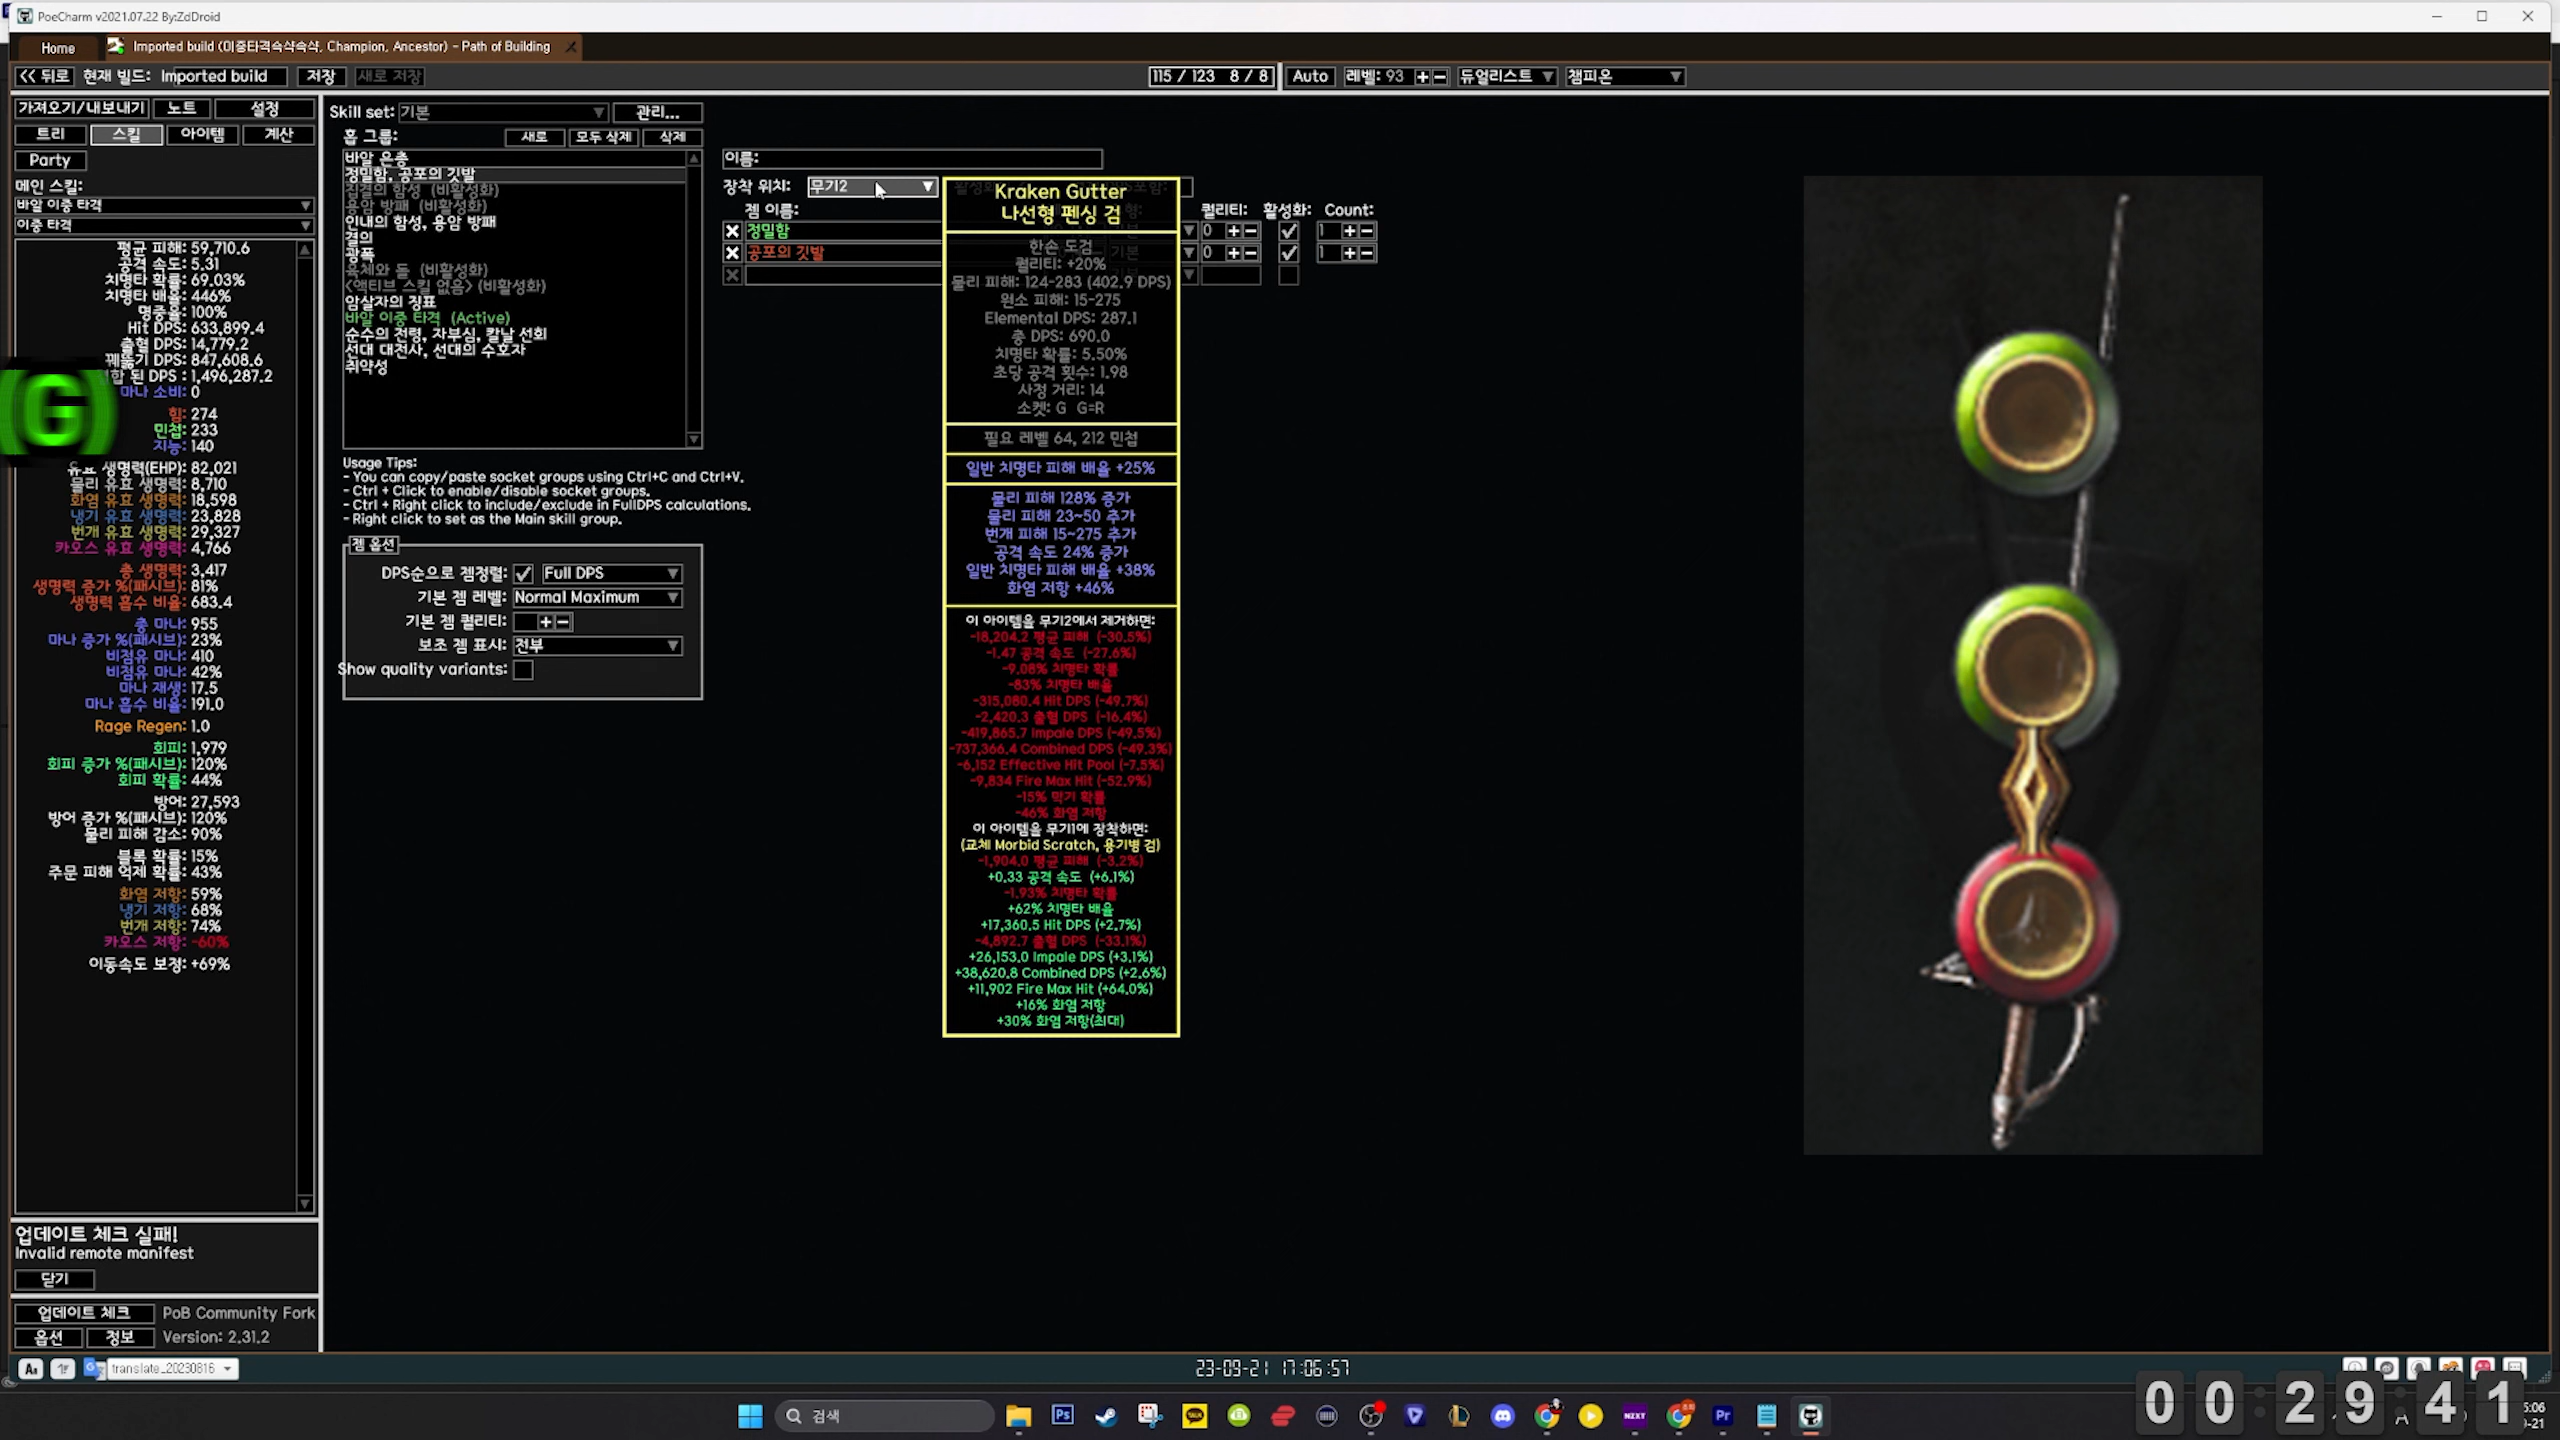 PoeCharm v2021.07.22 By:ZdDroid
Home
Imported build (이중타격슥샥슥샥, Champion, Ancestor) - Path of Building
<< 뒤로
현재 빌드: Imported build
저장
새로 저장
115 / 123 8 / 8
Auto
레벨: 93
듀얼리스트
챔피온
가져오기/내보내기
노트
설정
트리
스킬
아이템
계산
Party
메인 스킬:
바알 이중 타격
이중 타격
평균 피해: 59,710.6
공격 속도: 5.31
치명타 확률: 69.03%
치명타 배율: 446%
명중율: 100%
Hit DPS: 633,899.4
출혈 DPS: 14,779.2
꿰뚫기 DPS: 847,608.6
합 된 DPS : 1,496,287.2
마나 소비: 0
G
힘: 274
민첩: 233
지능: 140
유효 생명력(EHP): 82,021
물리 유효 생명력: 8,710
화염 유효 생명력: 18,598
냉기 유효 생명력: 23,828
번개 유효 생명력: 29,327
카오스 유효 생명력: 4,766
총 생명력: 3,417
생명력 증가 %(패시브): 81%
생명력 흡수 비율: 683.4
총 마나: 955
마나 증가 %(패시브): 23%
비점유 마나: 410
비점유 마나: 42%
마나 재생: 17.5
마나 흡수 비율: 191.0
Rage Regen: 1.0
회피: 1,979
회피 증가 %(패시브): 120%
회피 확률: 44%
방어: 27,593
방어 증가 %(패시브): 120%
물리 피해 감소: 90%
블록 확률: 15%
주문 피해 억제 확률: 43%
화염 저항: 59%
냉기 저항: 68%
번개 저항: 74%
카오스 저항: -60%
이동속도 보정: +69%
업데이트 체크 실패!
Invalid remote manifest
닫기
업데이트 체크
PoB Community Fork
옵션
정보
Version: 2.31.2
Skill set: 기본
관리...
홈 그룹:
새로
모두 삭제
삭제
바알 은총
정밀함, 공포의 깃발
집결의 함성 (비활성화)
용암 방패 (비활성화)
인내의 함성, 용암 방패
결의
광폭
육체와 돌 (비활성화)
<액티브 스킬 없음> (비활성화)
암살자의 징표
바알 이중 타격 (Active)
순수의 전령, 자부심, 칼날 선회
선대 대전사, 선대의 수호자
취약성
Usage Tips:
- You can copy/paste socket groups using Ctrl+C and Ctrl+V.
- Ctrl + Click to enable/disable socket groups.
- Ctrl + Right click to include/exclude in FullDPS calculations.
- Right click to set as the Main skill group.
젬 옵션
DPS순으로 젬정렬:
Full DPS
기본 젬 레벨: Normal Maximum
기본 젬 퀄리티:
보조 젬 표시: 전부
Show quality variants:
이름:
장착 위치: 무기2
젬 이름:
퀄리티:
활성화:
Count:
정밀함
0
1
공포의 깃발
기본
0
1
Kraken Gutter
나선형 펜싱 검
한손 도검
퀄리티: +20%
물리 피해: 124-283 (402.9 DPS)
원소 피해: 15-275
Elemental DPS: 287.1
총 DPS: 690.0
치명타 확률: 5.50%
초당 공격 횟수: 1.98
사정 거리: 14
소켓: G G=R
필요 레벨 64, 212 민첩
일반 치명타 피해 배율 +25%
물리 피해 128% 증가
물리 피해 23~50 추가
번개 피해 15~275 추가
공격 속도 24% 증가
일반 치명타 피해 배율 +38%
화염 저항 +46%
이 아이템을 무기2에서 제거하면:
-18,204.2 평균 피해 (-30.5%)
-1.47 공격 속도 (-27.6%)
-9.08% 치명타 확률
-83% 치명타 배율
-315,080.4 Hit DPS (-49.7%)
-2,420.3 출혈 DPS (-16.4%)
-419,865.7 Impale DPS (-49.5%)
-737,366.4 Combined DPS (-49.3%)
-6,152 Effective Hit Pool (-7.5%)
-9,834 Fire Max Hit (-52.9%)
-15% 막기 확률
-46% 화염 저항
이 아이템을 무기1에 장착하면:
(교체 Morbid Scratch, 용기병 검)
-1,904.0 평균 피해 (-3.2%)
+0.33 공격 속도 (+6.1%)
-1.93% 치명타 확률
+62% 치명타 배율
+17,360.5 Hit DPS (+2.7%)
-4,892.7 출혈 DPS (-33.1%)
+26,153.0 Impale DPS (+3.1%)
+38,620.8 Combined DPS (+2.6%)
+11,902 Fire Max Hit (+64.0%)
+16% 화염 저항
+30% 화염 저항(최대)
translate_20230816
23-09-21 17:06:57
검색
Ps
TALK
NZXT
Pr
00:29:41
5:06
0-21